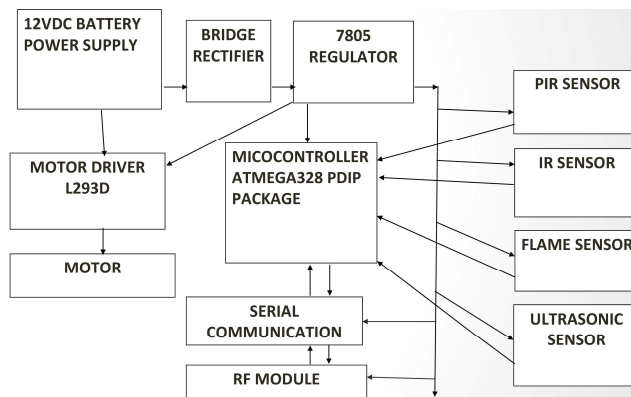 12VDC BATTERY
POWER SUPPLY
BRIDGE
RECTIFIER
7805
REGULATOR
PIR SENSOR
MOTOR DRIVER
L293D
MICOCONTROLLER
ATMEGA328 PDIP
PACKAGE
IR SENSOR
MOTOR
FLAME SENSOR
SERIAL
COMMUNICATION
ULTRASONIC
SENSOR
RF MODULE